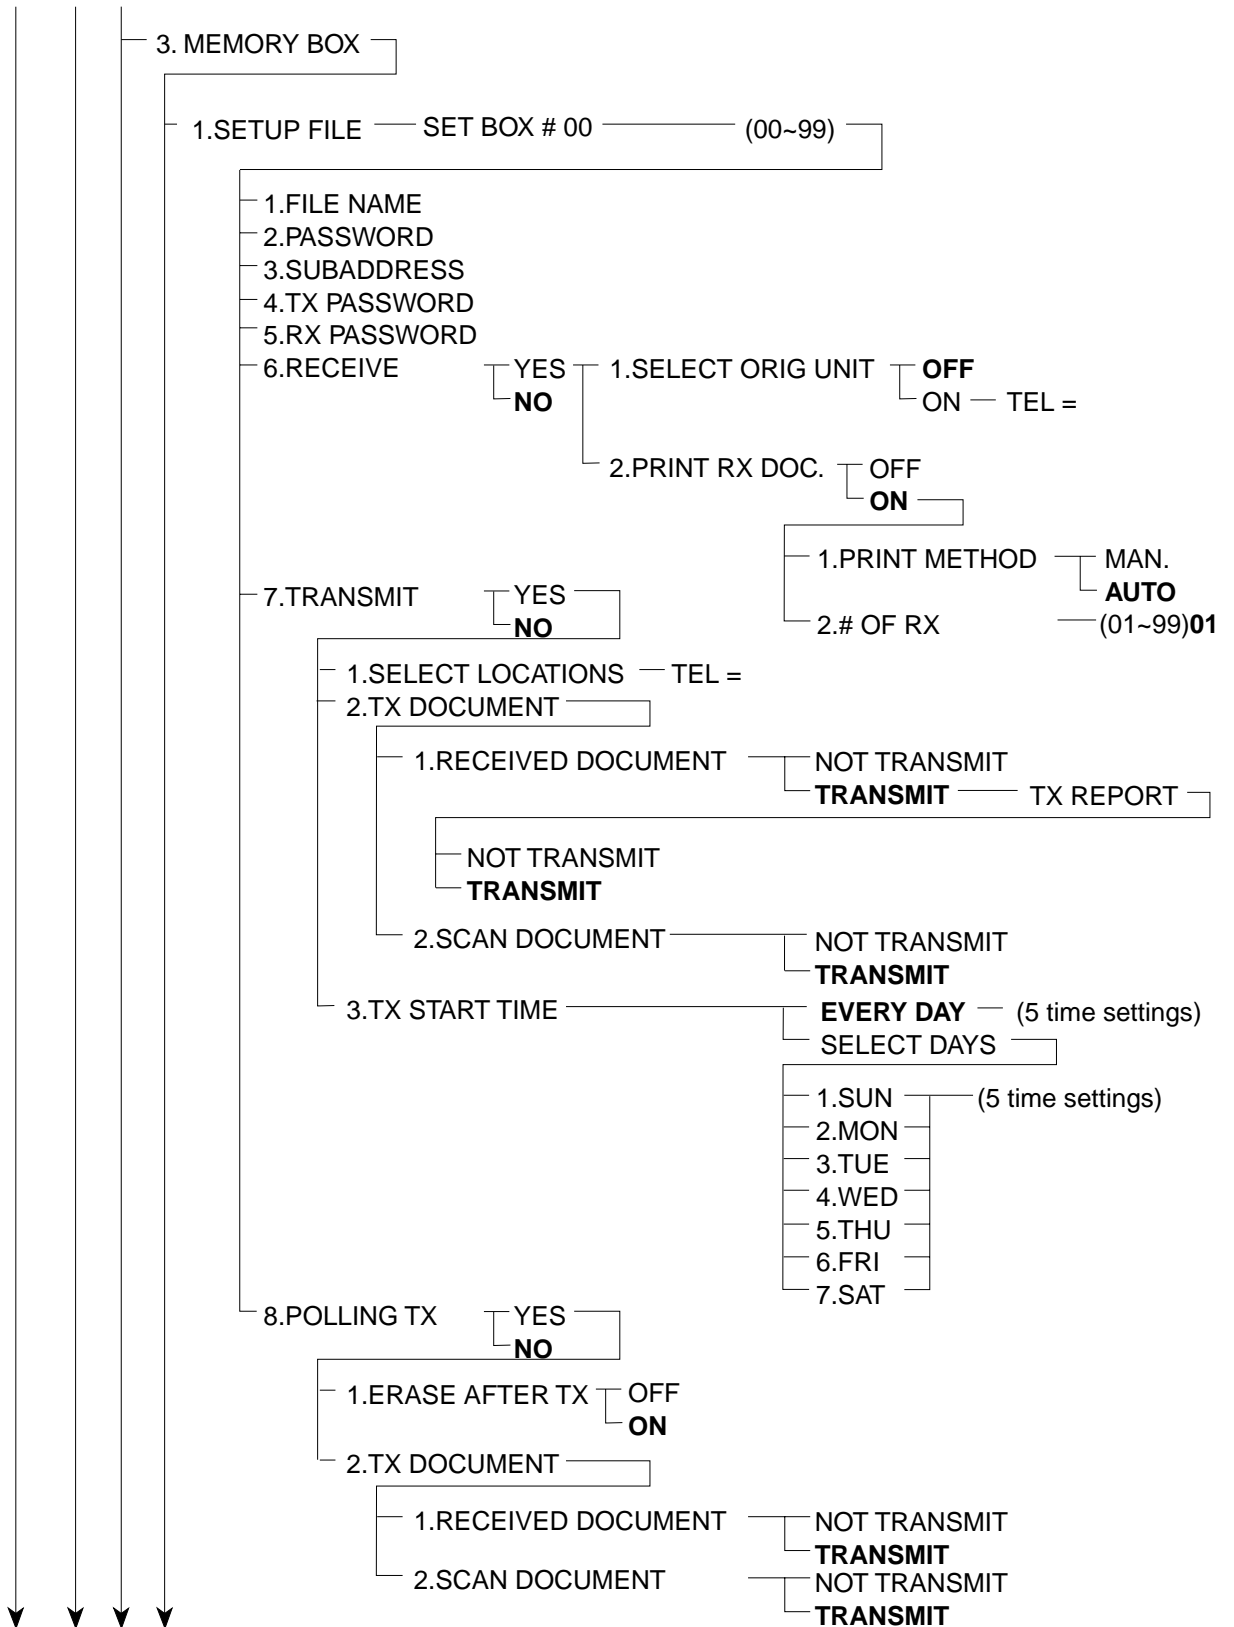 3. MEMORY BOX
1.SETUP FILE SET BOX # 00 (00~99)
1.FILE NAME
2.PASSWORD
3.SUBADDRESS
4.TX PASSWORD
5.RX PASSWORD
6.RECEIVE YES 1.SELECT ORIG UNIT OFF
NO ON TEL =
2.PRINT RX DOC. OFF
ON
1.PRINT METHOD MAN.
AUTO
7.TRANSMIT YES
NO
2.# OF RX (01~99)01
1.SELECT LOCATIONS TEL =
2.TX DOCUMENT
1.RECEIVED DOCUMENT NOT TRANSMIT
TRANSMIT TX REPORT
NOT TRANSMIT
TRANSMIT
2.SCAN DOCUMENT NOT TRANSMIT
TRANSMIT
3.TX START TIME EVERY DAY (5 time settings)
SELECT DAYS
1.SUN (5 time settings)
2.MON
3.TUE
4.WED
5.THU
6.FRI
7.SAT
8.POLLING TX YES
NO
1.ERASE AFTER TX OFF
ON
2.TX DOCUMENT
1.RECEIVED DOCUMENT NOT TRANSMIT
TRANSMIT
2.SCAN DOCUMENT NOT TRANSMIT
TRANSMIT